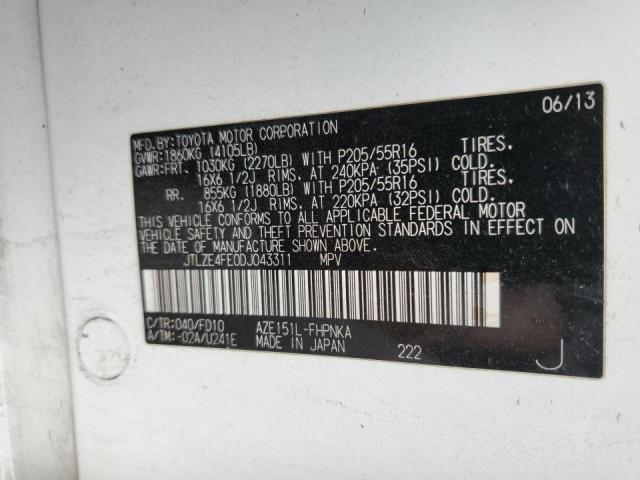 06/13
MFD.BY:TOYOTA MOTOR CORPORATION
GVWR:1860KG (4105LB)
GAWR:FRT. 1030KG (2270LB) WITH P205/55R16 TIRES.
16X6 1/2J RIMS. AT 240KPA (35PSI) COLD.
RR. 855KG (1880LB) WITH P205/55R16 TIRES.
16X6 1/2J RIMS. AT 220KPA (32PSI) COLD.
THIS VEHICLE CONFORMS TO ALL APPLICABLE FEDERAL MOTOR
VEHICLE SAFETY AND THEFT PREVENTION STANDARDS IN EFFECT
ON THE DATE OF MANUFACTURE SHOWN ABOVE.
JTLZE4FE0DJ043311 MPV
C/TR:040/FD10 AZE151L-FHPNKA
A/TM:-02A/U241E MADE IN JAPAN 222 J